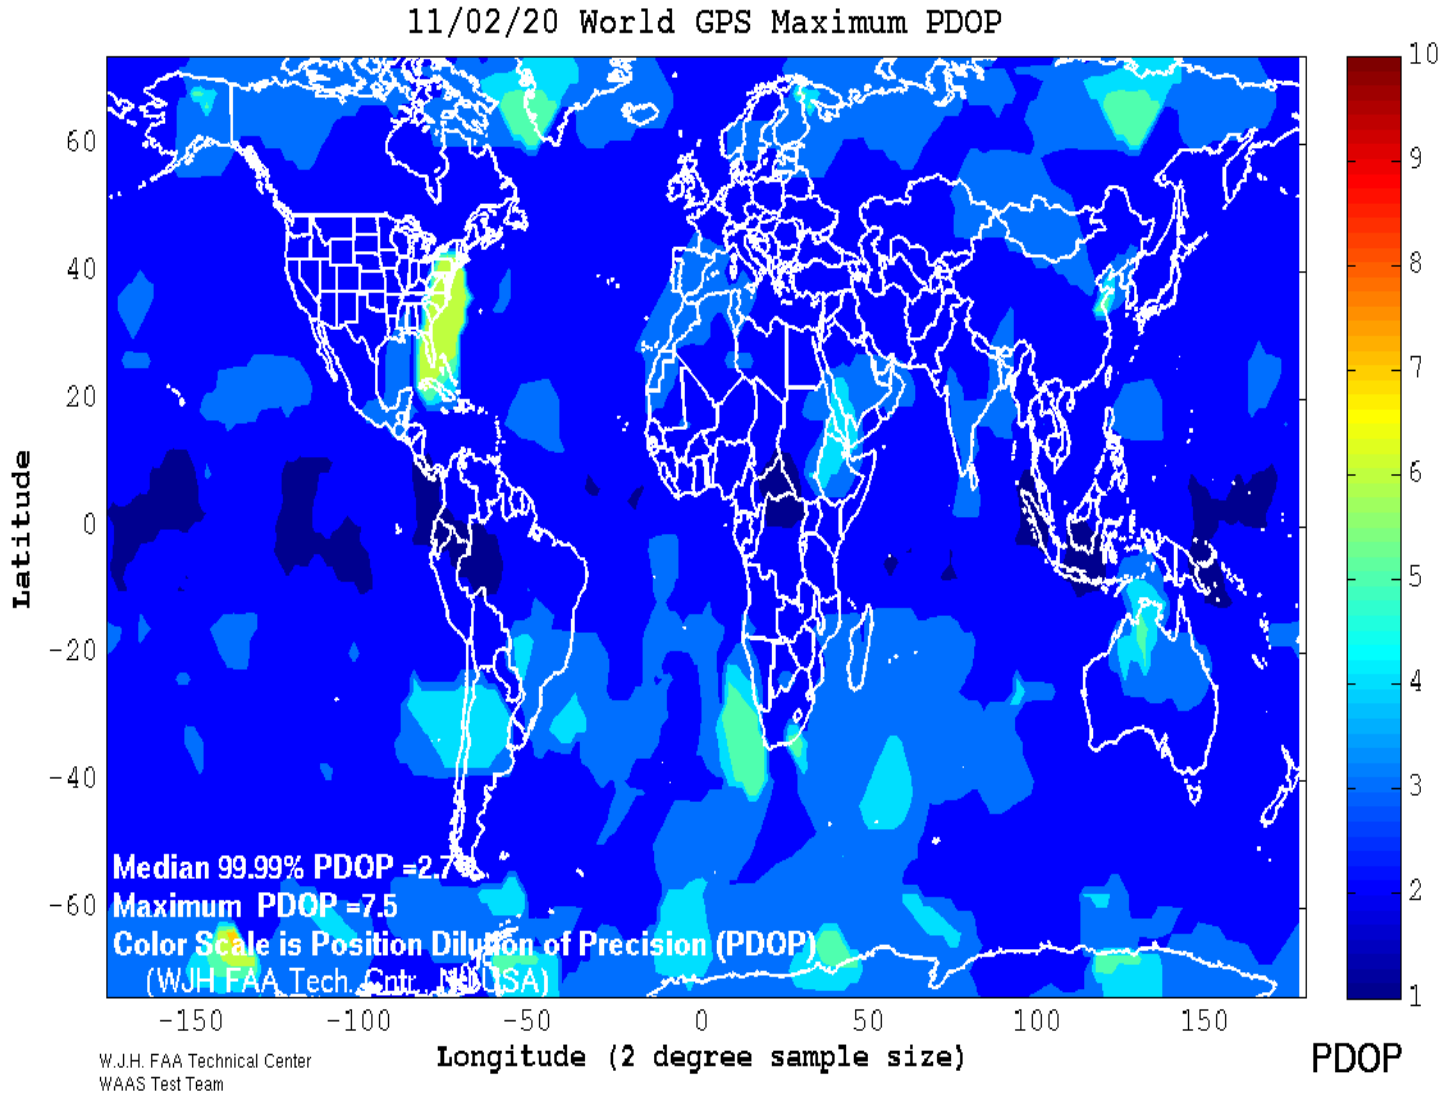 11/02/20 World GPS Maximum PDOP
10
9
8
7
6
5
4
3
2
1
PDOP
Latitude
60
40
20
0
-20
-40
-60
Median 99.99% PDOP =2.7
Maximum PDOP =7.5
Color Scale is Position Dilution of Precision (PDOP)
(WJH FAA Tech. Cntr, NJ USA)
-150 -100 -50 0 50 100 150
Longitude (2 degree sample size)
W.J.H. FAA Technical Center
WAAS Test Team